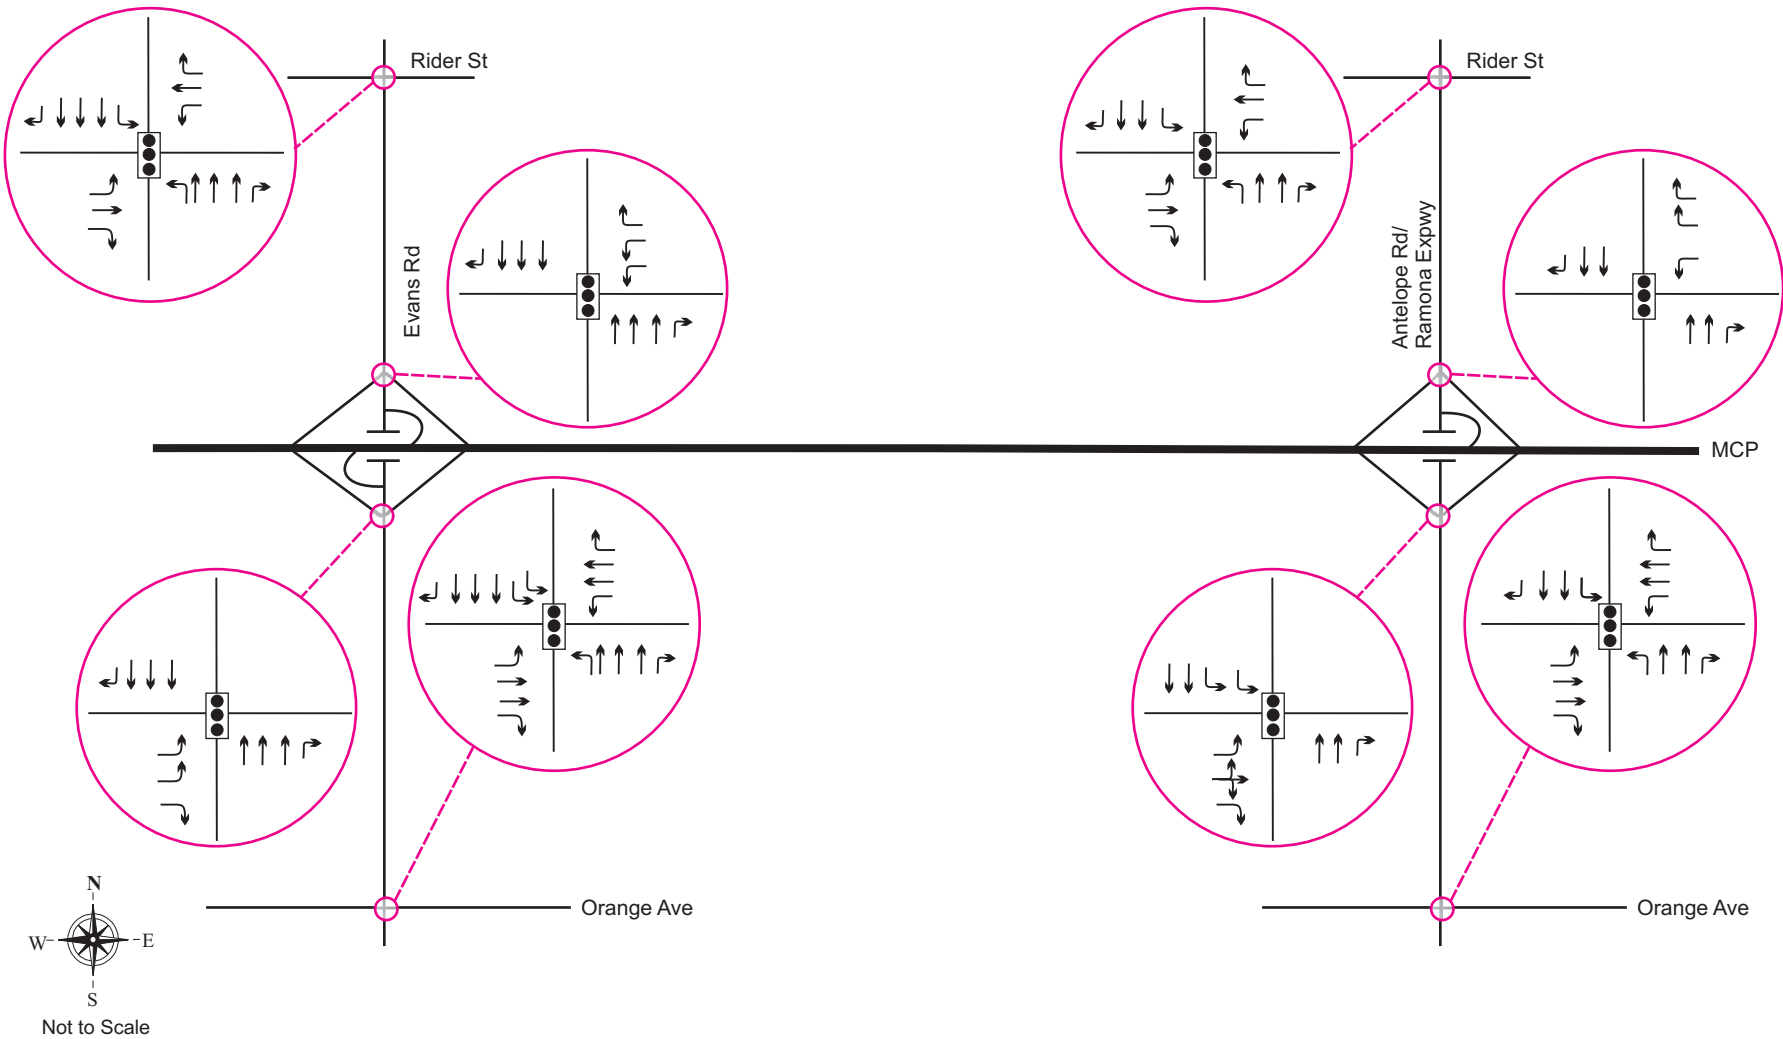 Rider St
Rider St
Evans Rd
Antelope Rd/
Ramona Expwy
MCP
Orange Ave
Orange Ave
N
W
E
S
Not to Scale